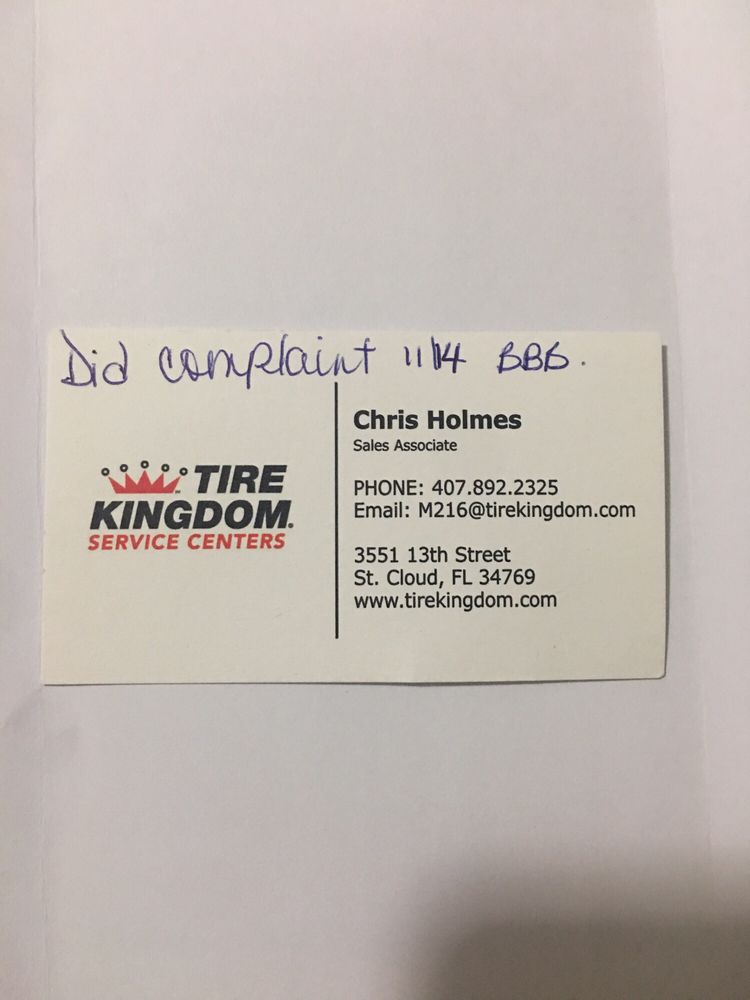 Did complaint 11/14 BBB.
TIRE
KINGDOM.
SERVICE CENTERS
Chris Holmes
Sales Associate
PHONE: 407.892.2325
Email: M216@tirekingdom.com
3551 13th Street
St. Cloud, FL 34769
www.tirekingdom.com